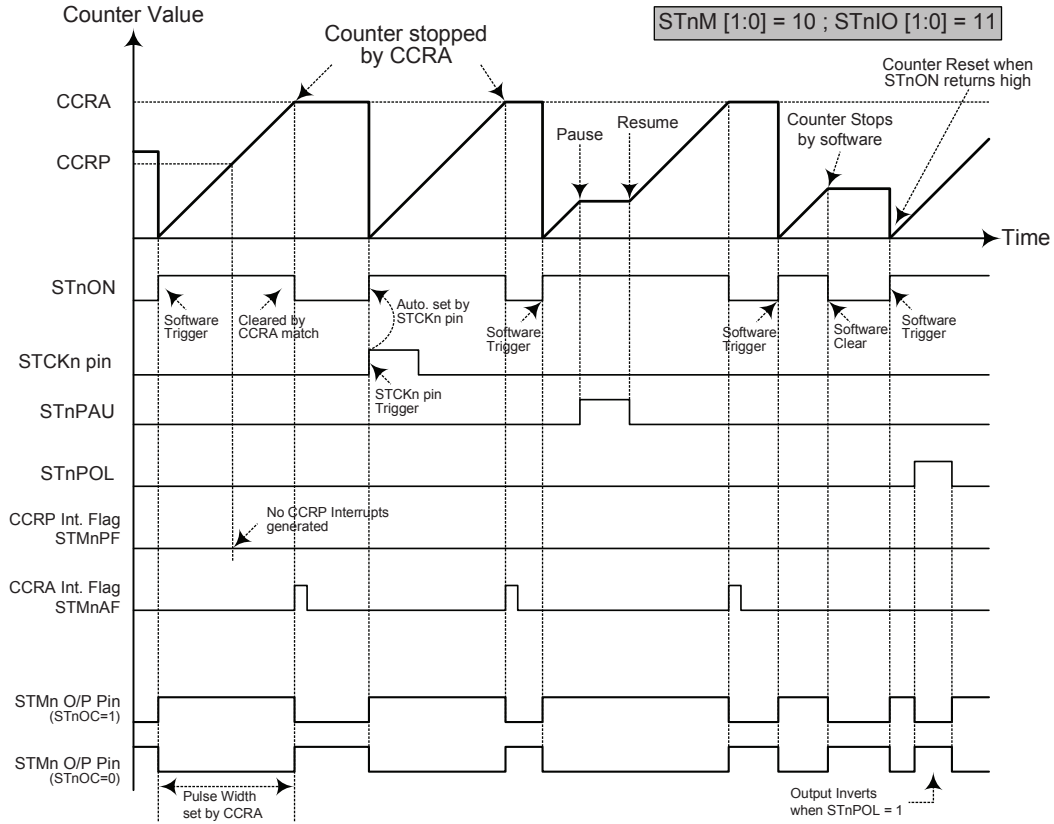 Counter Value
STnM [1:0] = 10 ; STnIO [1:0] = 11
Counter stopped
by CCRA
Counter Reset when
STnON returns high
CCRA
Counter Stops
by software
Pause
Resume
CCRP
Time
STnON
Software
Trigger
Cleared by
CCRA match
Auto. set by
STCKn pin
Software
Trigger
Software
Trigger
Software
Clear
Software
Trigger
STCKn pin
STCKn pin
Trigger
STnPAU
STnPOL
CCRP Int. Flag
STMnPF
No CCRP Interrupts
generated
CCRA Int. Flag
STMnAF
STMn O/P Pin
(STnOC=1)
STMn O/P Pin
(STnOC=0)
Pulse Width
set by CCRA
Output Inverts
when STnPOL = 1